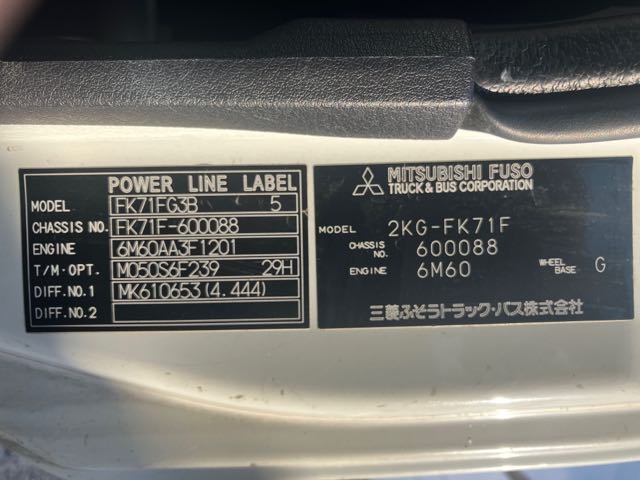 POWER LINE LABEL
MODEL FK71FG3B 5
CHASSIS NO. FK71F-600088
ENGINE 6M60AA3F1201
T/M・OPT. M050S6F239 29H
DIFF.NO.1 MK610653(4.444)
DIFF.NO.2
MITSUBISHI FUSO
TRUCK & BUS CORPORATION
MODEL 2KG-FK71F
CHASSIS NO. 600088
ENGINE 6M60 WHEEL BASE G
三菱ふそうトラック・バス株式会社